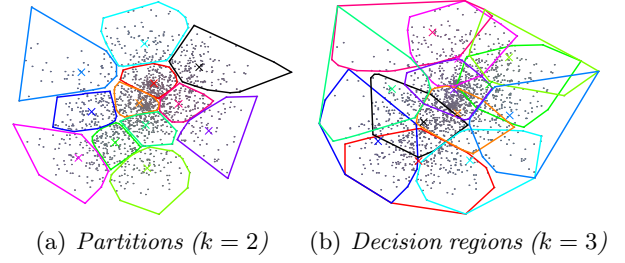 (a) Partitions (k = 2) (b) Decision regions (k = 3)